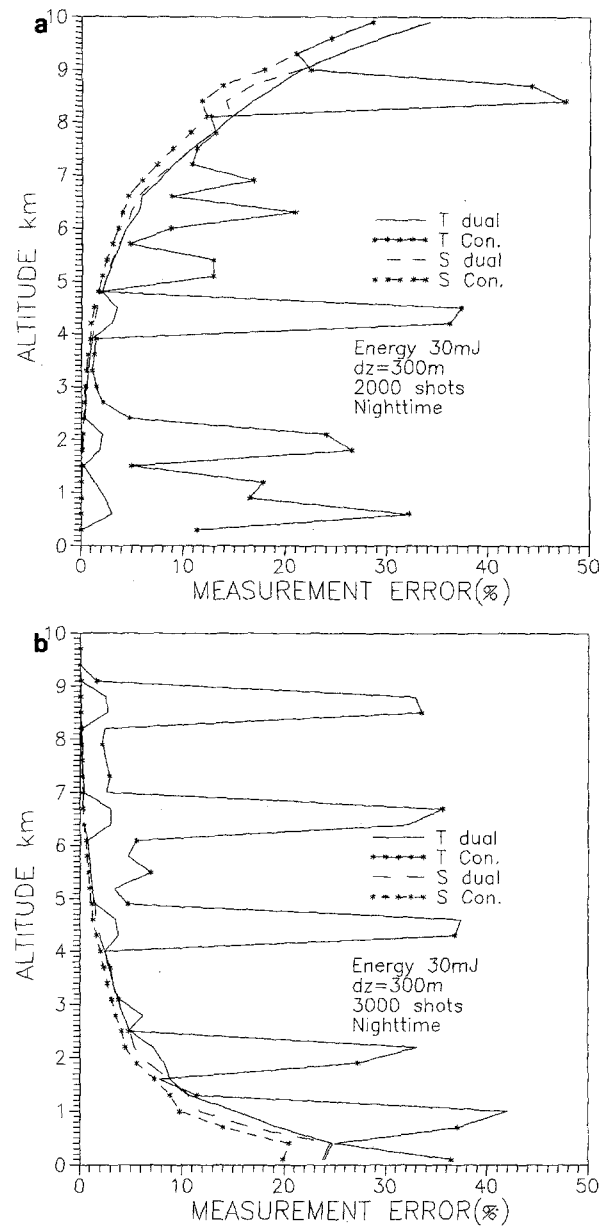 a
10
9
8
7
6
5
4
3
2
1
0
ALTITUDE km
T dual
T Con.
S dual
S Con.
Energy 30mJ
dz=300m
2000 shots
Nighttime
0 10 20 30 40 50
MEASUREMENT ERROR(%)
b
10
9
8
7
6
5
4
3
2
1
0
ALTITUDE km
T dual
T Con.
S dual
S Con.
Energy 30mJ
dz=300m
3000 shots
Nighttime
0 10 20 30 40 50
MEASUREMENT ERROR(%)